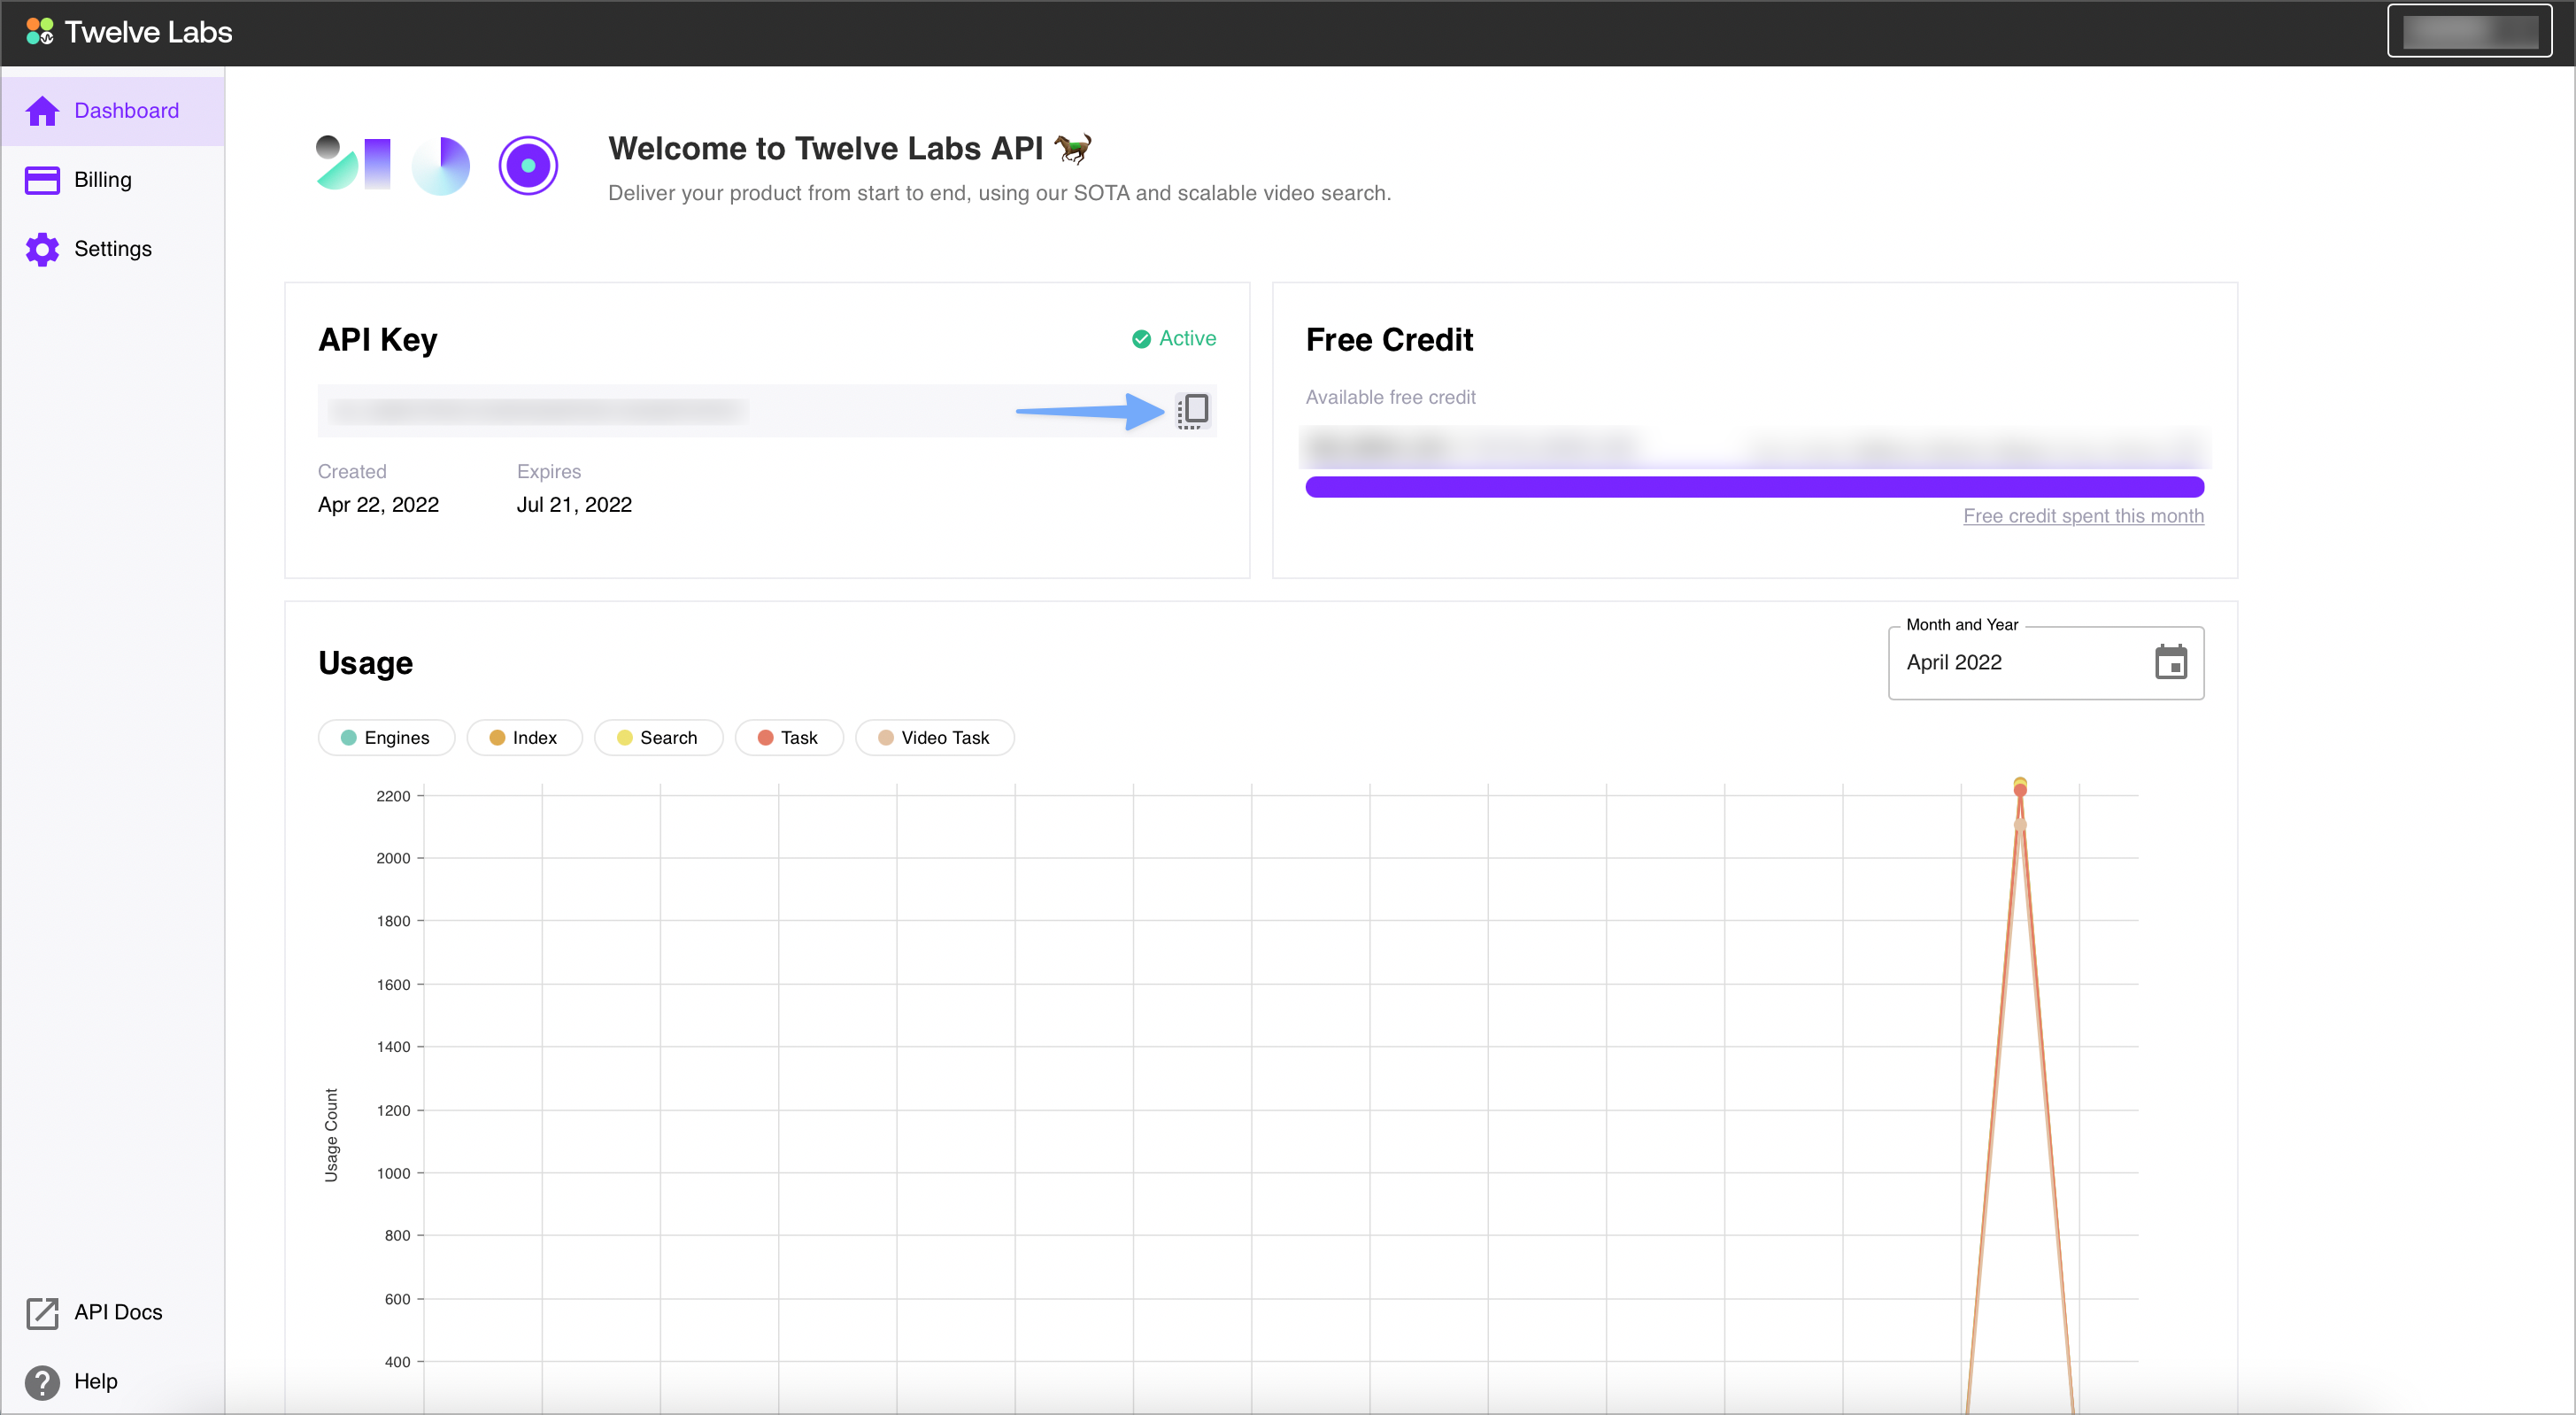 Twelve Labs
Dashboard
Billing
Settings
Welcome to Twelve Labs API
Deliver your product from start to end, using our SOTA and scalable video search.
API Key
Active
Created
Expires
Apr 22, 2022
Jul 21, 2022
Free Credit
Available free credit
Free credit spent this month
Usage
Month and Year
April 2022
Engines
Index
Search
Task
Video Task
Usage Count
2200
2000
1800
1600
1400
1200
1000
800
600
400
API Docs
Help